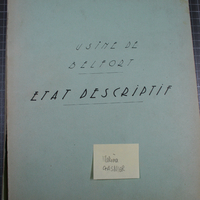 USINE DE
BELFORT
ETAT DESCRIPTIF